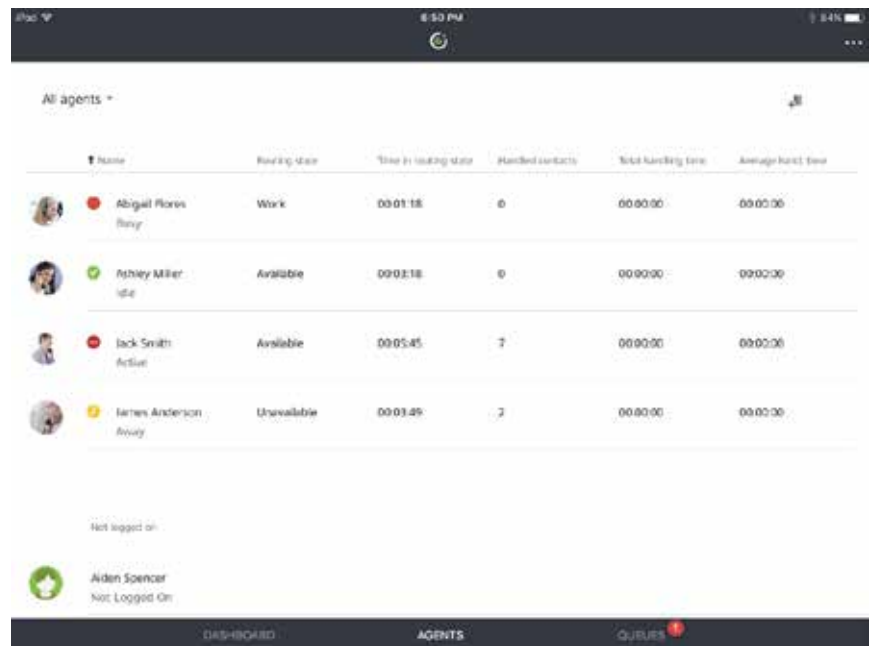 iPad 6:50 PM 84%
All agents
Name Routing state Time in routing state Handled contacts Total handling time Average handl. time
Abigail Flores Work 00:01:18 0 00:00:00 00:00:00
Busy
Ashley Miller Available 00:03:18 0 00:00:00 00:00:00
Idle
Jack Smith Available 00:05:45 00:00:00 00:00:00
Active
James Anderson Unavailable 00:03:49 2 00:00:00 00:00:00
Away
Not logged on
Aiden Spencer
Not Logged On
DASHBOARD AGENTS QUEUES